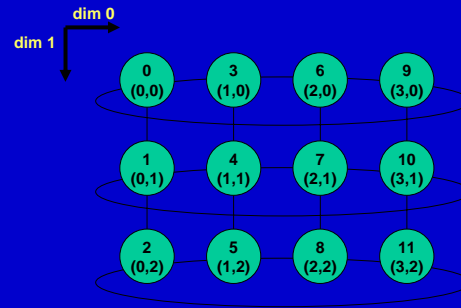 dim 0
dim 1
0 3 6 9
(0,0) (1,0) (2,0) (3,0)
1 4 7 10
(0,1) (1,1) (2,1) (3,1)
2 5 8 11
(0,2) (1,2) (2,2) (3,2)